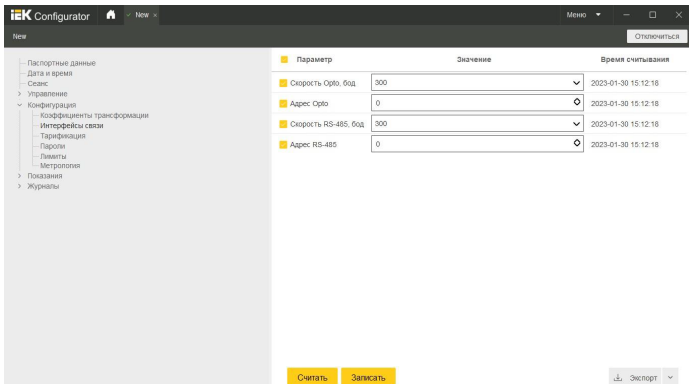 iEK Configurator
New ×
Меню
New
Отключиться
Паспортные данные
Дата и время
Сеанс
Управление
Конфигурация
Коэффициенты трансформации
Интерфейсы связи
Тарификация
Пароли
Лимиты
Метрология
Показания
Журналы
Параметр Значение Время считывания
Скорость Opto, бод 300 2023-01-30 15:12:18
Адрес Opto 0 2023-01-30 15:12:18
Скорость RS-485, бод 300 2023-01-30 15:12:18
Адрес RS-485 0 2023-01-30 15:12:18
Считать Записать Экспорт